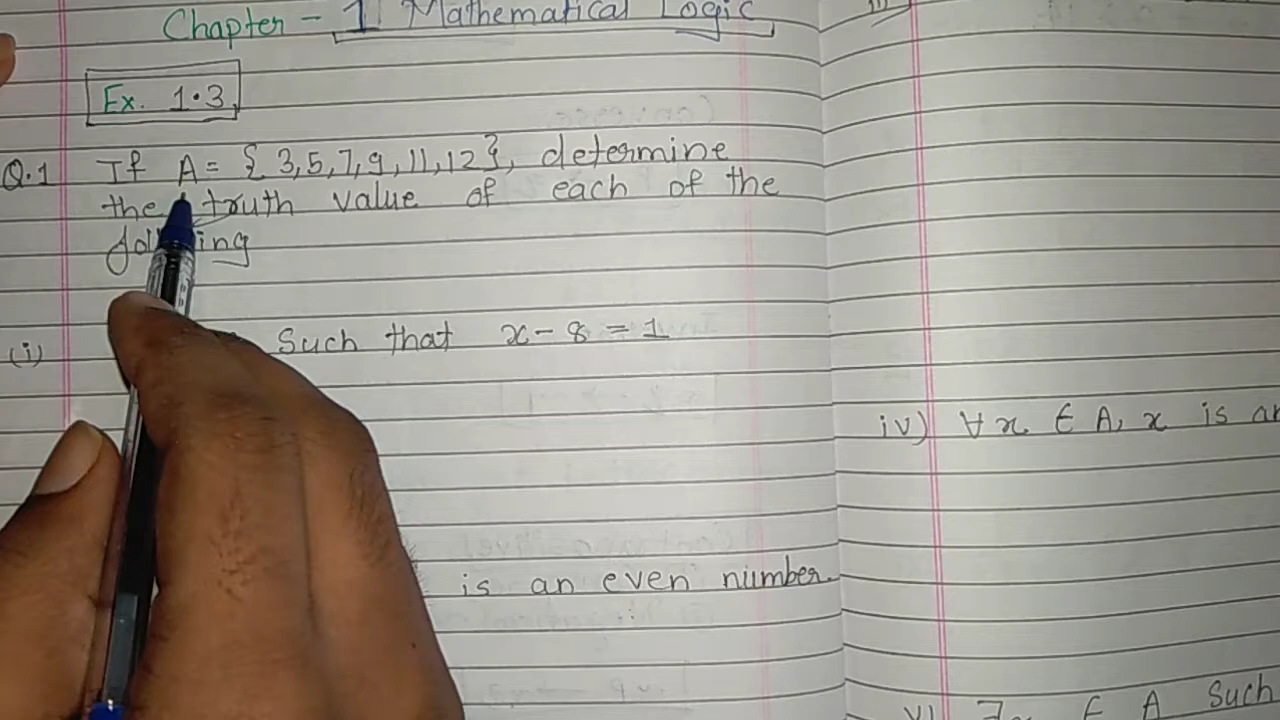 Chapter - 1 Mathematical Logic
Ex. 1.3
Q.1 If A = { 3, 5, 7, 9, 11, 12 }, determine
the truth value of each of the
(i) Such that x - 8 = 1
is an even number.
iv) ∀ x ∈ A, x is an
v) ∃x ∈ A Such